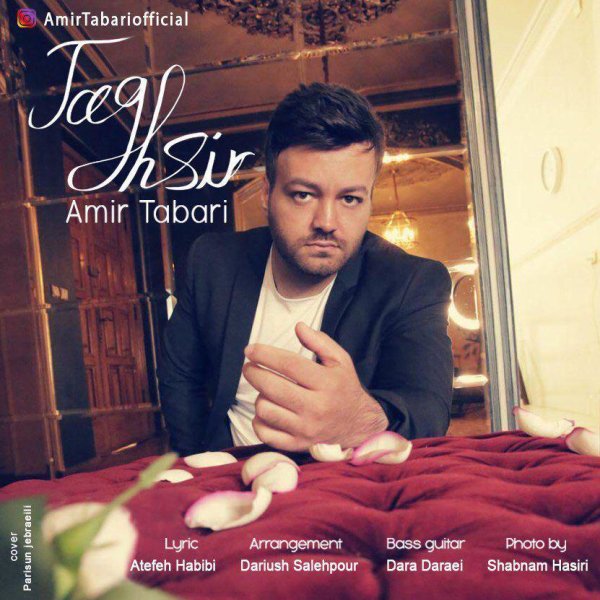 AmirTabariofficial
Taghsir
Amir Tabari
cover
Parisun jebraeili
Lyric
Atefeh Habibi
Arrangement
Dariush Salehpour
Bass guitar
Dara Daraei
Photo by
Shabnam Hasiri